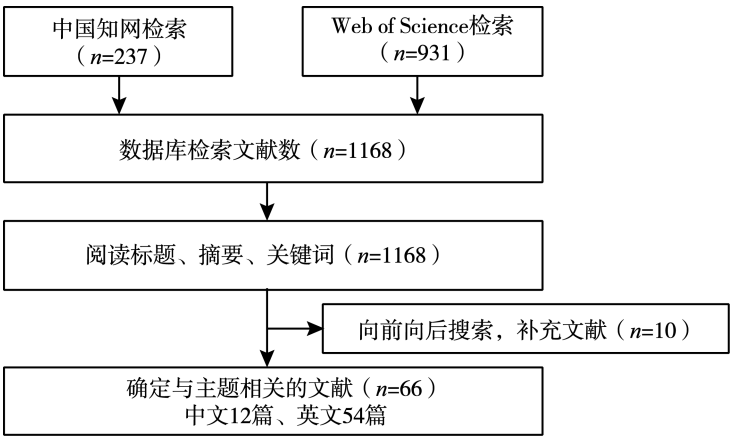 中国知网检索
（n=237）
Web of Science检索
（n=931）
数据库检索文献数（n=1168）
阅读标题、摘要、关键词（n=1168）
向前向后搜索，补充文献（n=10）
确定与主题相关的文献（n=66）
中文12篇、英文54篇